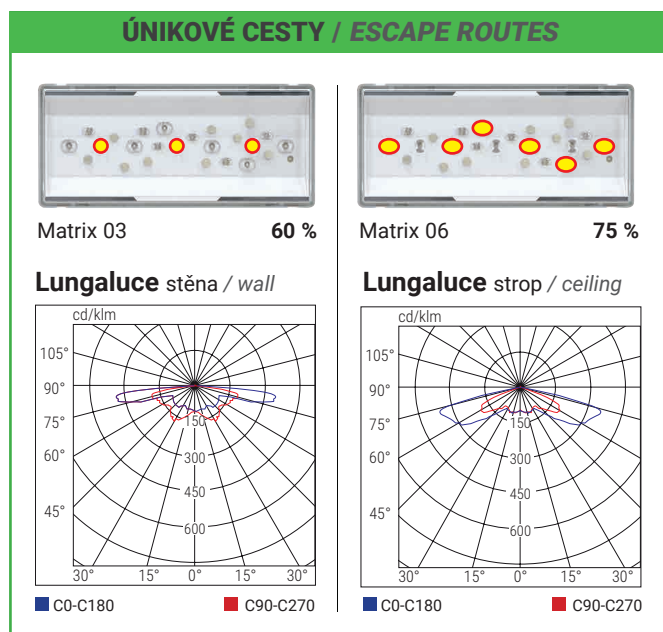 ÚNIKOVÉ CESTY / ESCAPE ROUTES
Matrix 03 60 %
Lungaluce stěna / wall
cd/klm
105°
90°
75°
60°
45°
150
300
450
600
30° 15° 0° 15° 30°
C0-C180 C90-C270
Matrix 06 75 %
Lungaluce strop / ceiling
cd/klm
105°
90°
75°
60°
45°
150
300
450
600
30° 15° 0° 15° 30°
C0-C180 C90-C270